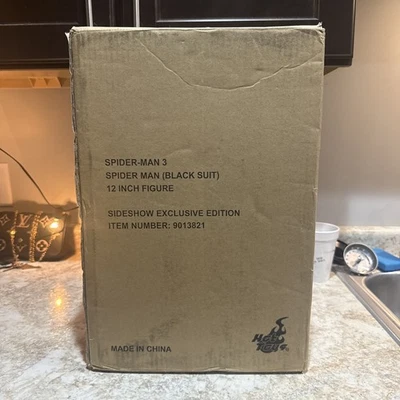 SPIDER-MAN 3
SPIDER MAN (BLACK SUIT)
12 INCH FIGURE
SIDESHOW EXCLUSIVE EDITION
ITEM NUMBER: 9013821
Hot Toys
MADE IN CHINA